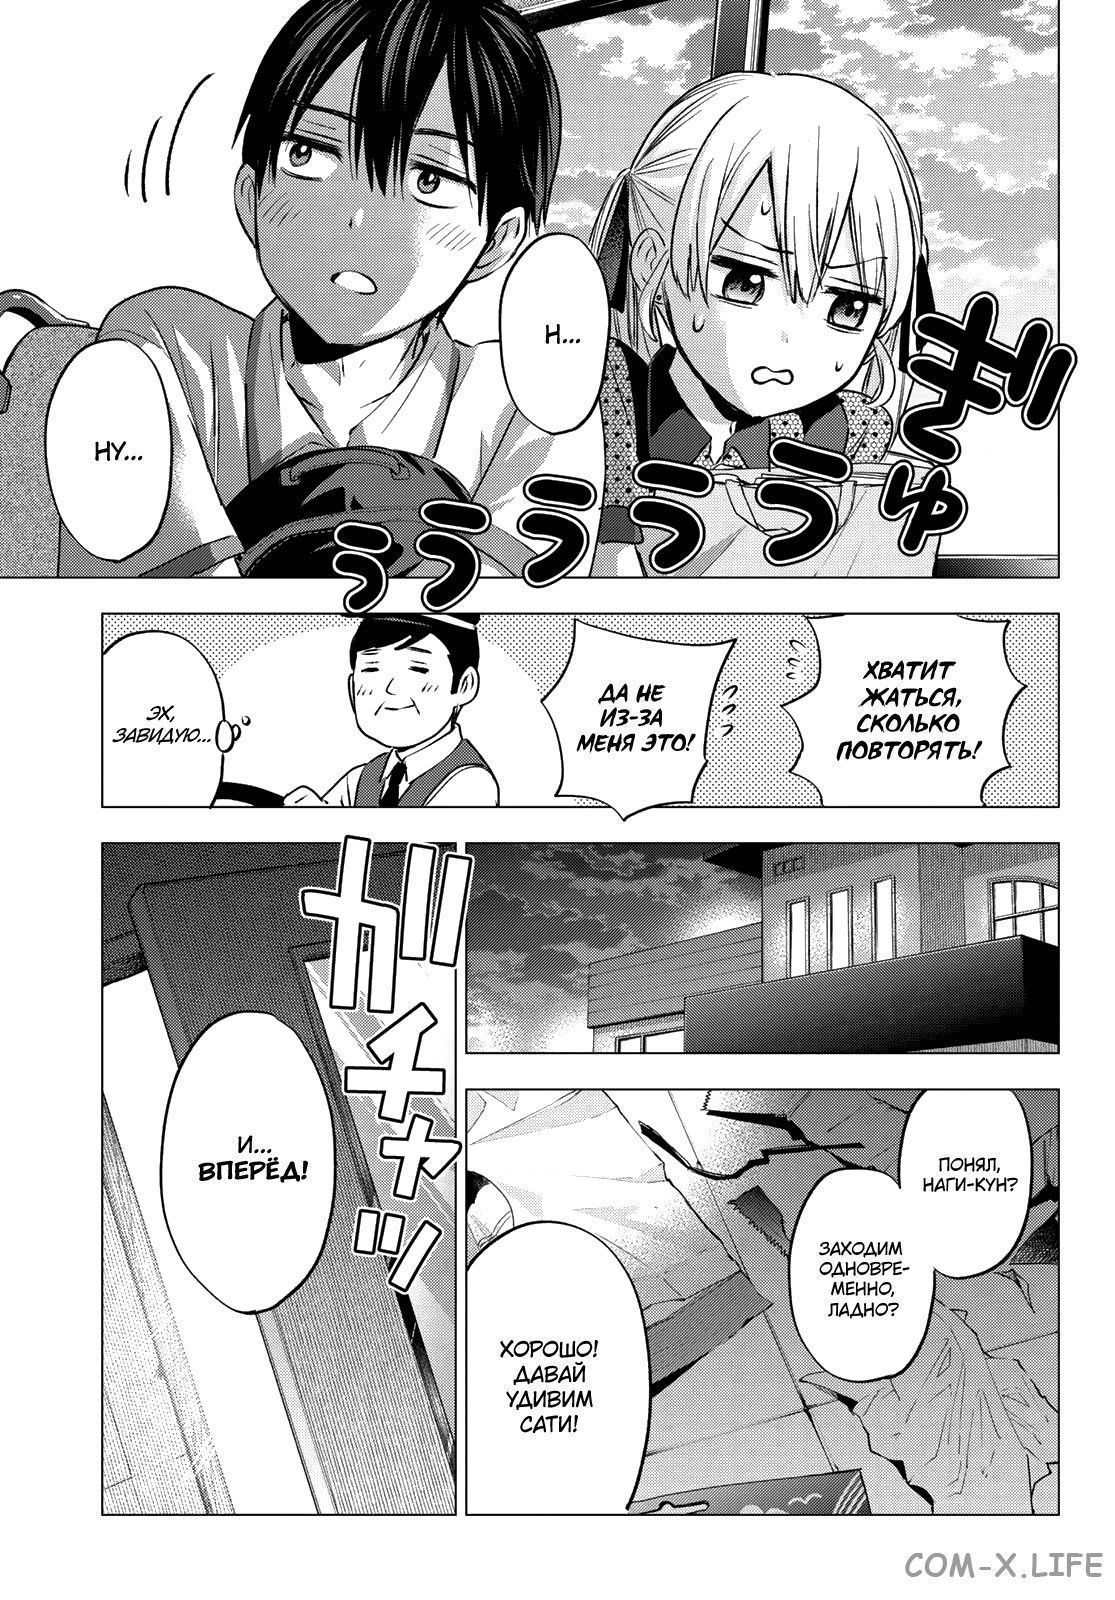 Н...
НУ...
ぎゅうううううぅ
ХВАТИТ
ЖАТЬСЯ,
СКОЛЬКО
ПОВТОРЯТЬ!
ДА НЕ
ИЗ-ЗА
МЕНЯ ЭТО!
ЭХ,
ЗАВИДУЮ...
ПОНЯЛ,
НАГИ-КУН?
ЗАХОДИМ
ОДНОВРЕ-
МЕННО,
ЛАДНО?
ХОРОШО!
ДАВАЙ
УДИВИМ
САТИ!
ガチャッ
И...
ВПЕРЁД!
COM-X.LIFE